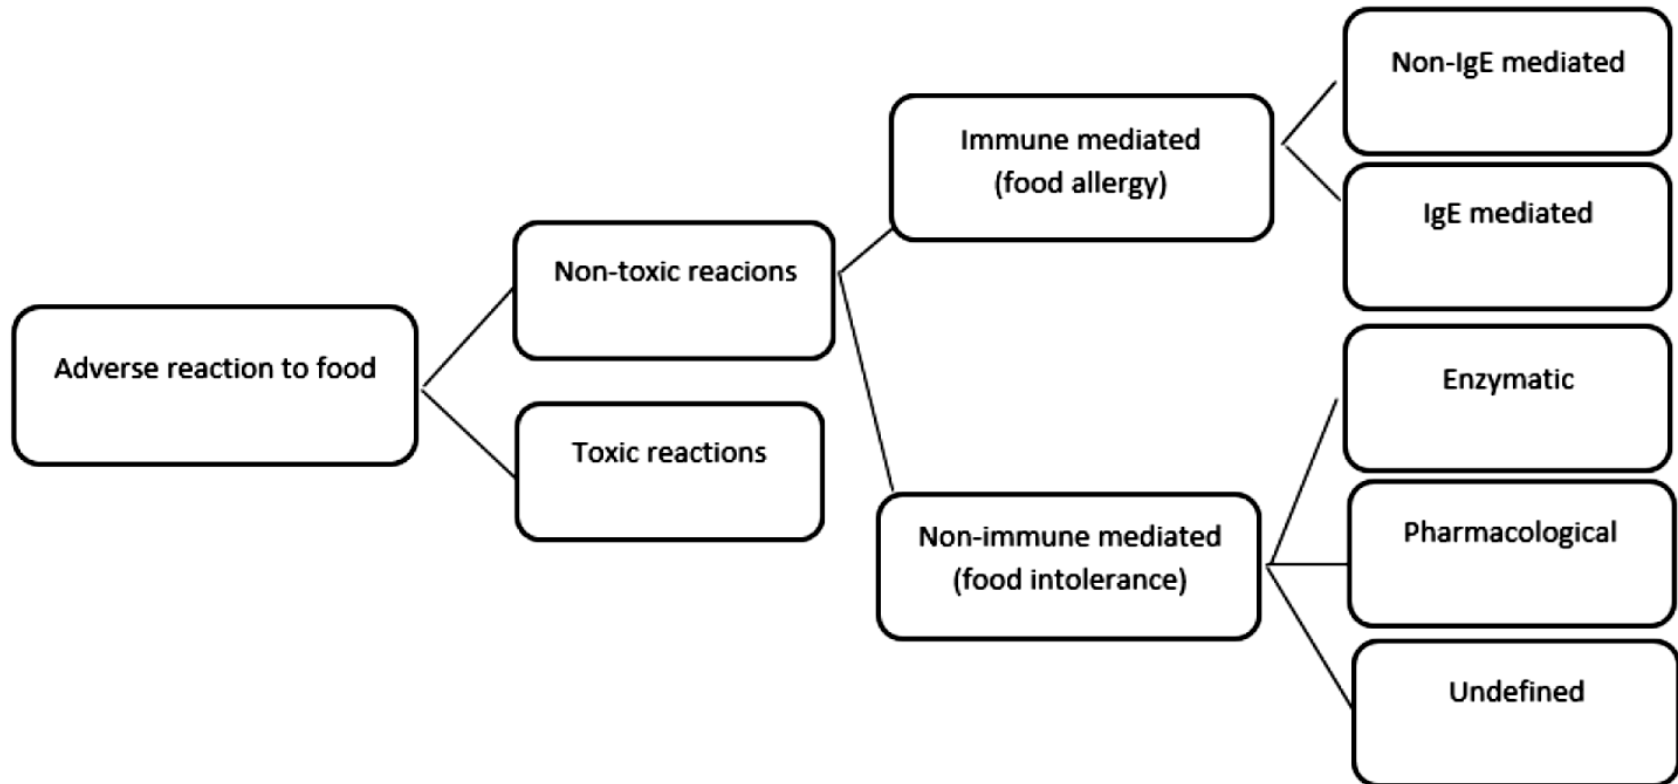 Adverse reaction to food
Non-toxic reacions
Toxic reactions
Immune mediated
(food allergy)
Non-immune mediated
(food intolerance)
Non-IgE mediated
IgE mediated
Enzymatic
Pharmacological
Undefined